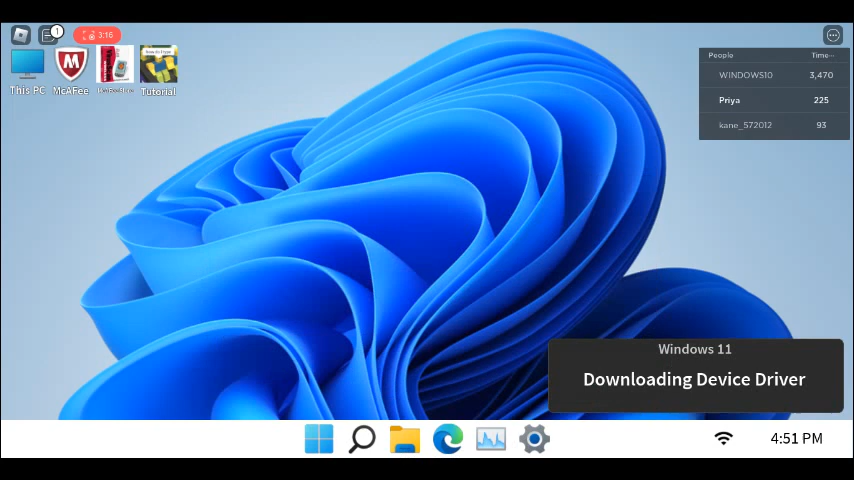 1
3:16
This PC
McAFee
Tutorial
People
Time--
WINDOWS10
3,470
Priya
225
kane_572012
93
Windows 11
Downloading Device Driver
4:51 PM